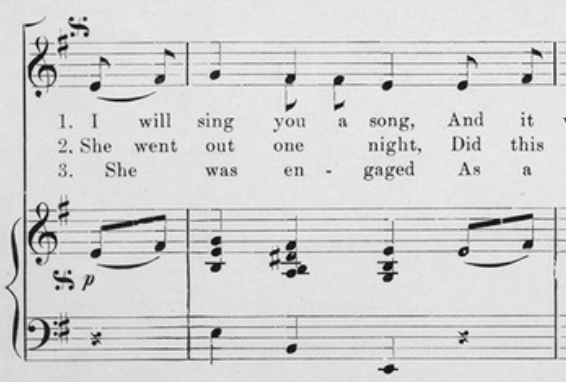 1. I will sing you a song, And it
2. She went out one night, Did this
3. She was en - gaged As a
p